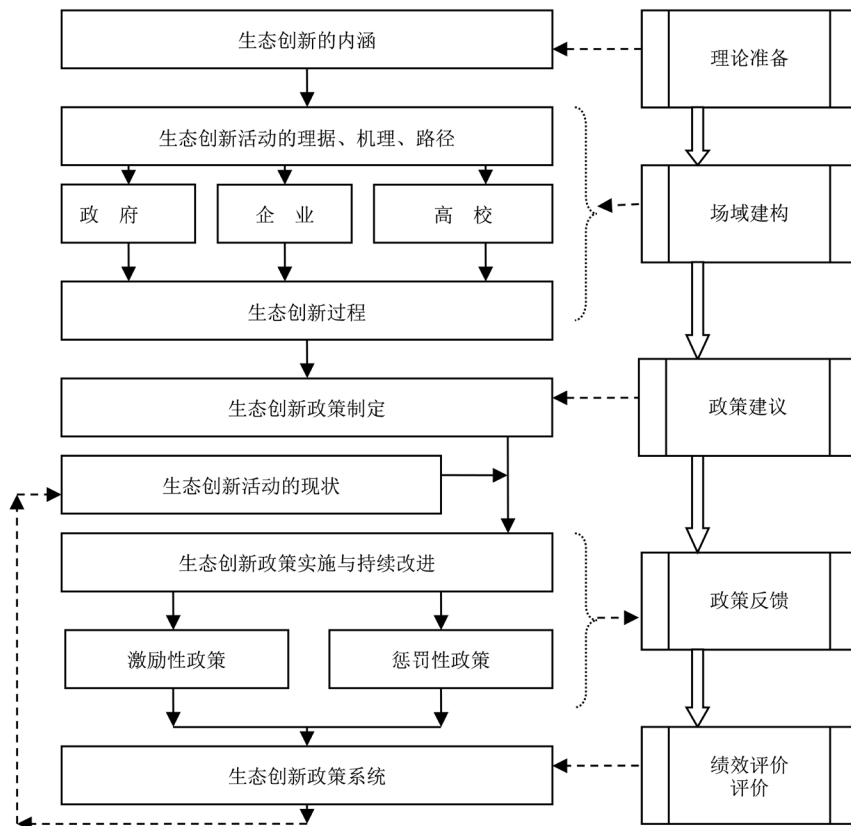 生态创新的内涵
理论准备
生态创新活动的理据、机理、路径
政 府
企 业
高 校
场域建构
生态创新过程
生态创新政策制定
政策建议
生态创新活动的现状
生态创新政策实施与持续改进
政策反馈
激励性政策
惩罚性政策
生态创新政策系统
绩效评价
评价